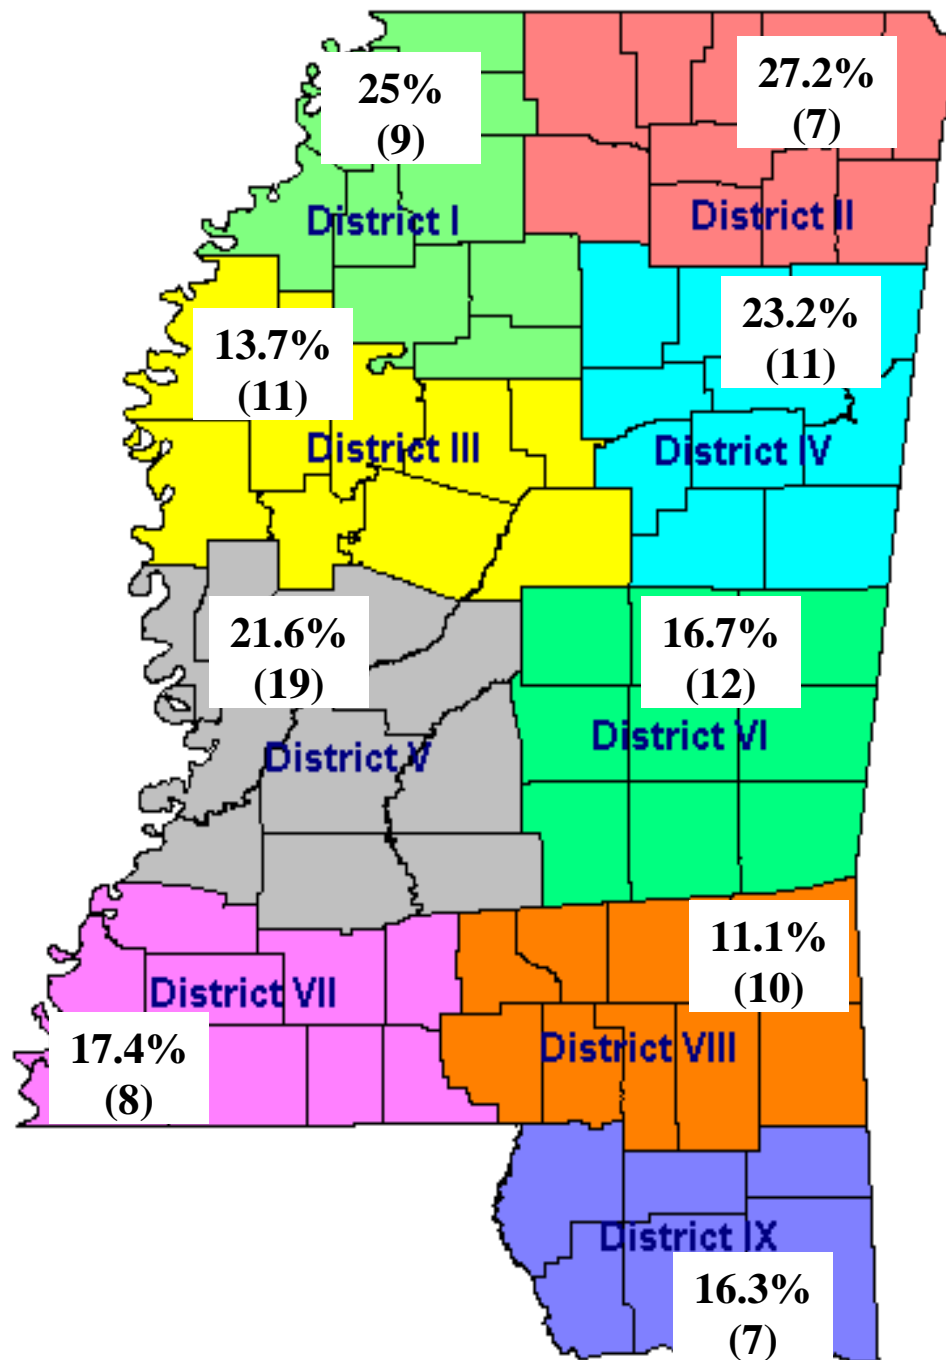 25%
(9)
District I
27.2%
(7)
District II
13.7%
(11)
District III
23.2%
(11)
District IV
21.6%
(19)
District V
16.7%
(12)
District VI
District VII
17.4%
(8)
11.1%
(10)
District VIII
District IX
16.3%
(7)